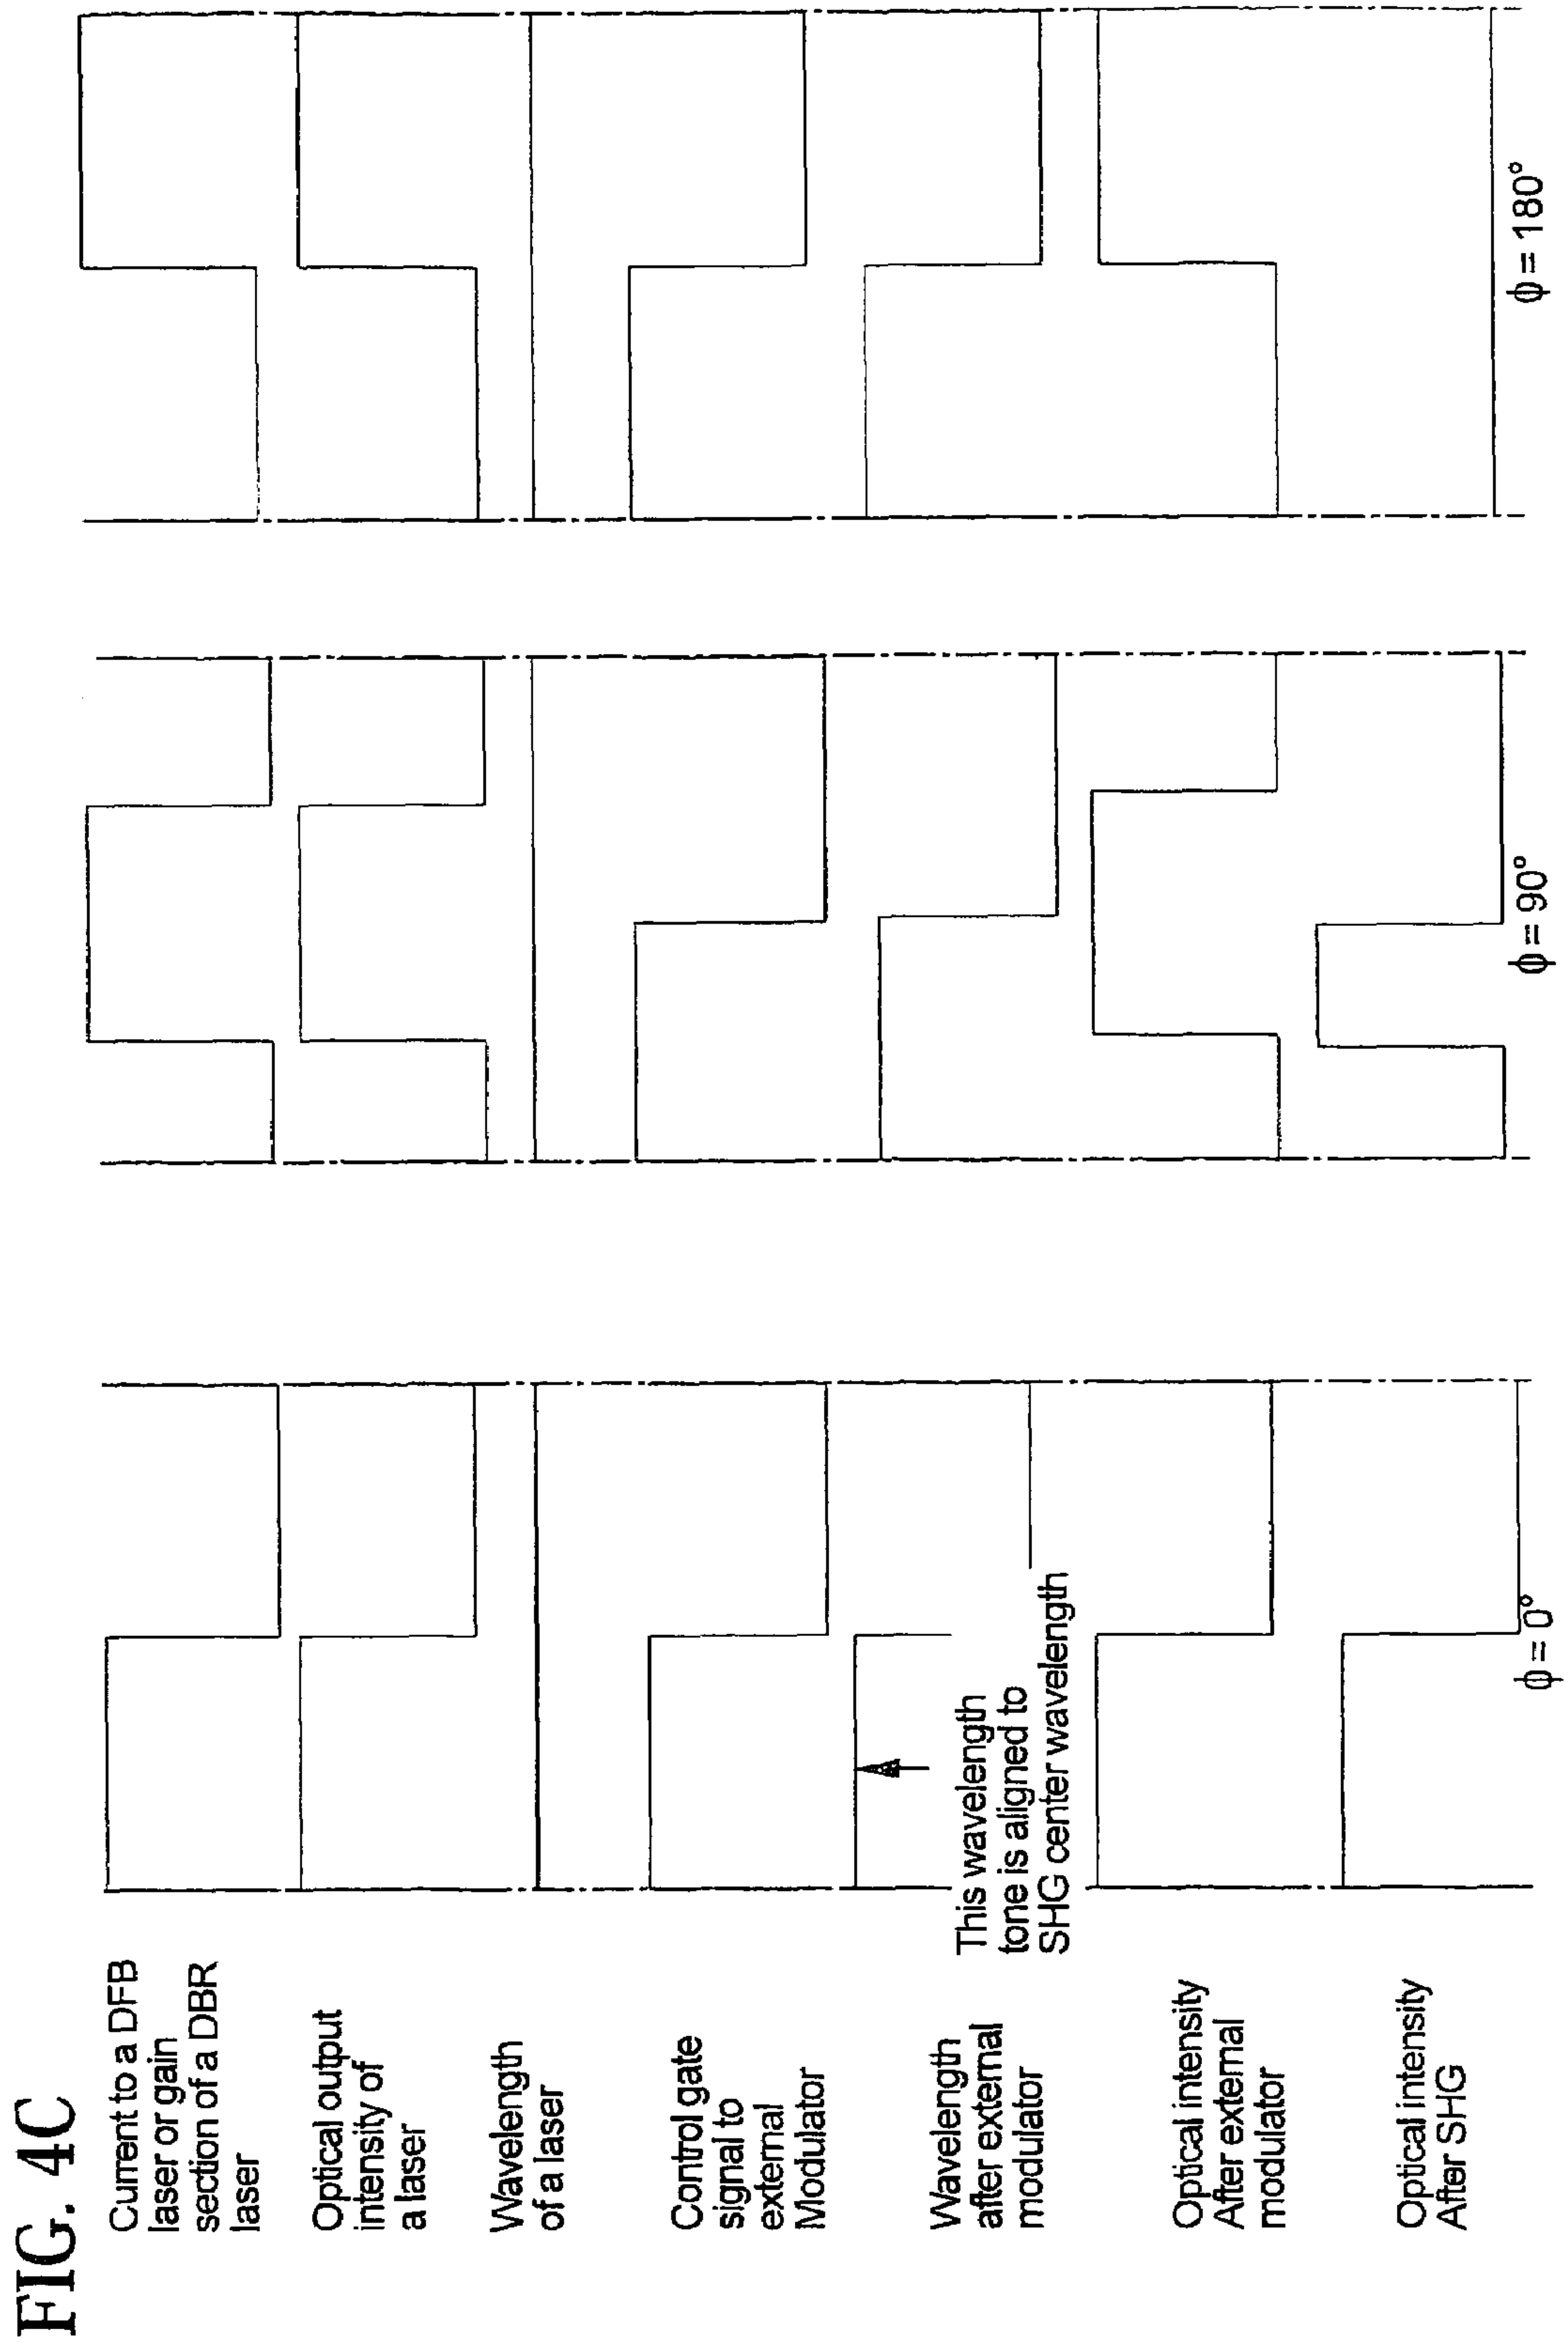 FIG. 4C
Current to a DFB
laser or gain
section of a DBR
laser
Optical output
intensity of
a laser
Wavelength
of a laser
Control gate
signal to
external
Modulator
Wavelength
after external
modulator
This wavelength
tone is aligned to
SHG center wavelength
Optical intensity
After external
modulator
Optical intensity
After SHG
ϕ = 0°
ϕ = 90°
ϕ = 180°